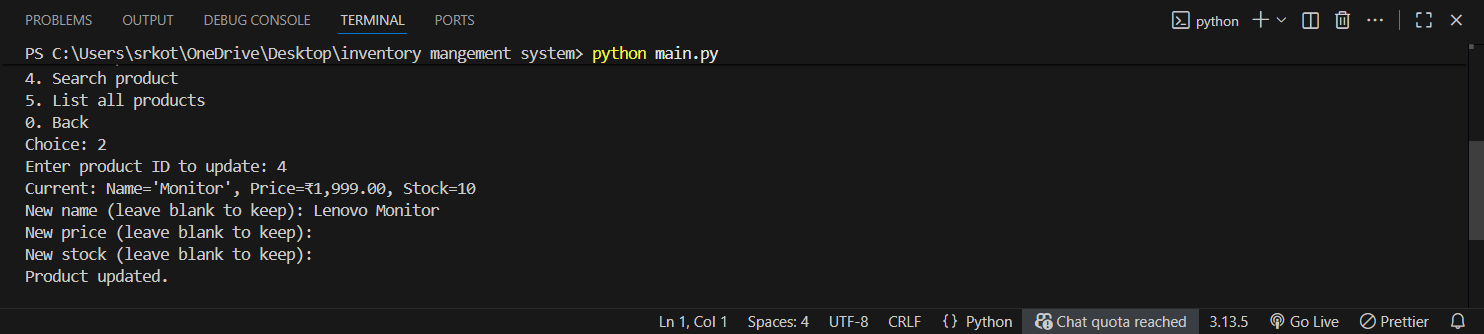 PROBLEMS OUTPUT DEBUG CONSOLE TERMINAL PORTS python
PS C:\Users\srkot\OneDrive\Desktop\inventory mangement system> python main.py
4. Search product
5. List all products
0. Back
Choice: 2
Enter product ID to update: 4
Current: Name='Monitor', Price=₹1,999.00, Stock=10
New name (leave blank to keep): Lenovo Monitor
New price (leave blank to keep):
New stock (leave blank to keep):
Product updated.
Ln 1, Col 1 Spaces: 4 UTF-8 CRLF {} Python Chat quota reached 3.13.5 Go Live Prettier